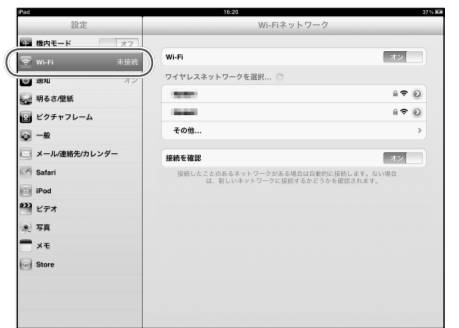 iPad 16:20 37%
設定
Wi-Fiネットワーク
機内モード オフ
Wi-Fi 未接続
通知 オン
明るさ/壁紙
ピクチャフレーム
一般
メール/連絡先/カレンダー
Safari
iPod
ビデオ
写真
メモ
Store
Wi-Fi オン
ワイヤレスネットワークを選択...
その他...
接続を確認 オン
接続したことのあるネットワークがある場合は自動的に接続します。ない場合
は、新しいネットワークに接続するかどうかを確認されます。